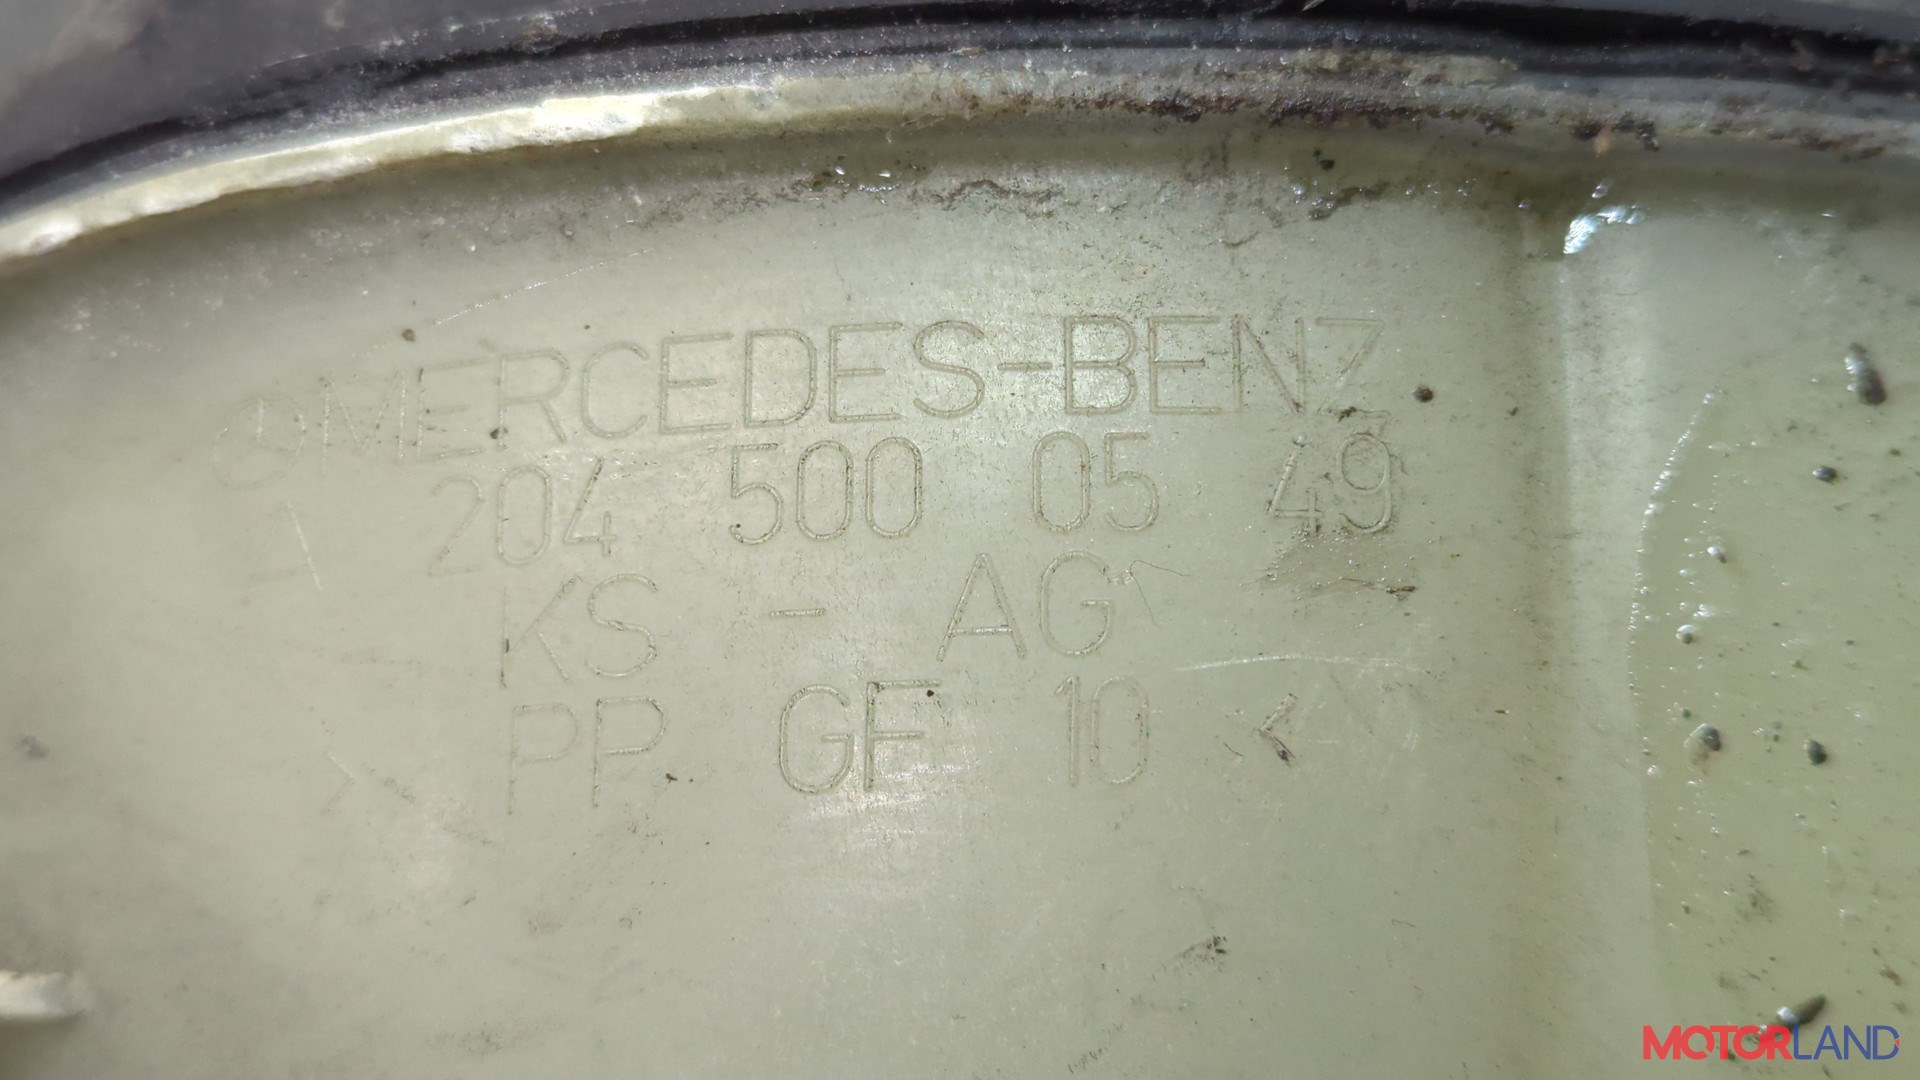 MERCEDES-BENZ
204 500 05 49
KS - AG
> PP GF 10 <
MOTORLAND